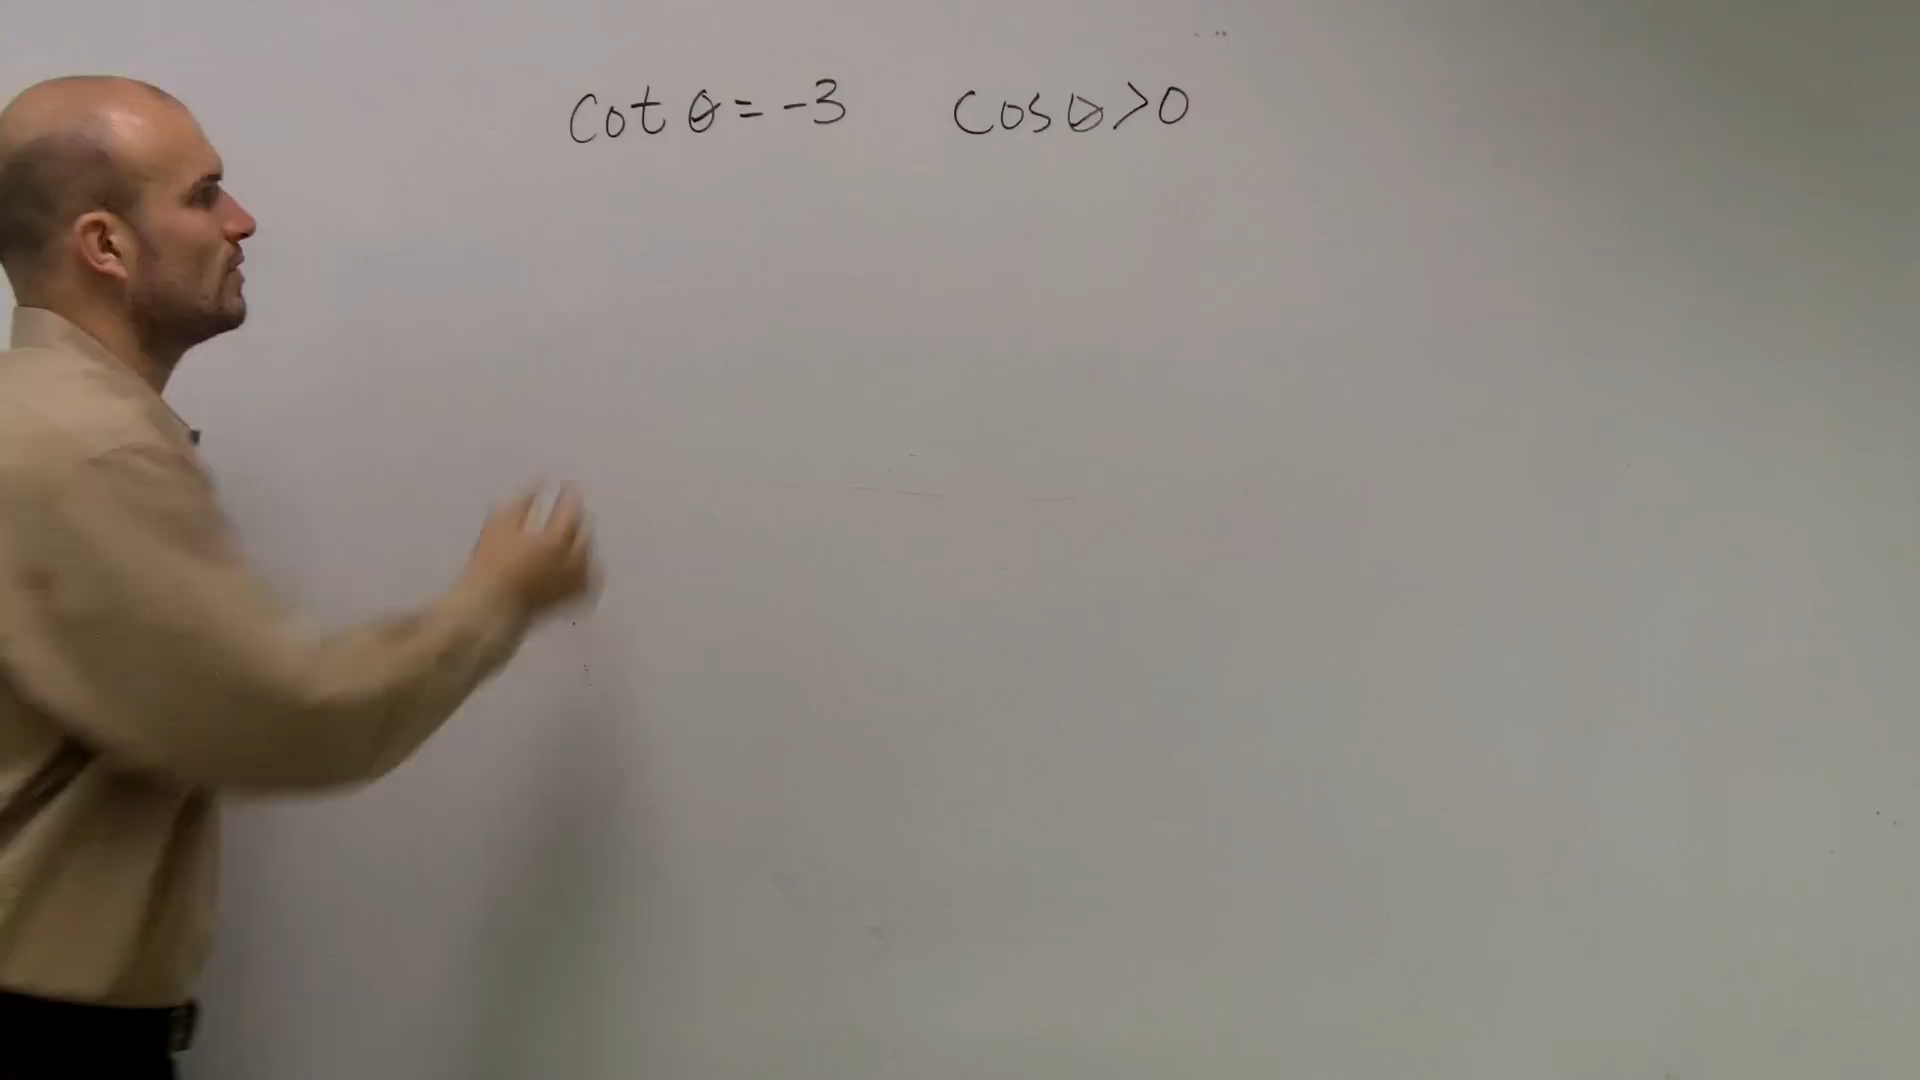 cot θ = -3 cos θ > 0